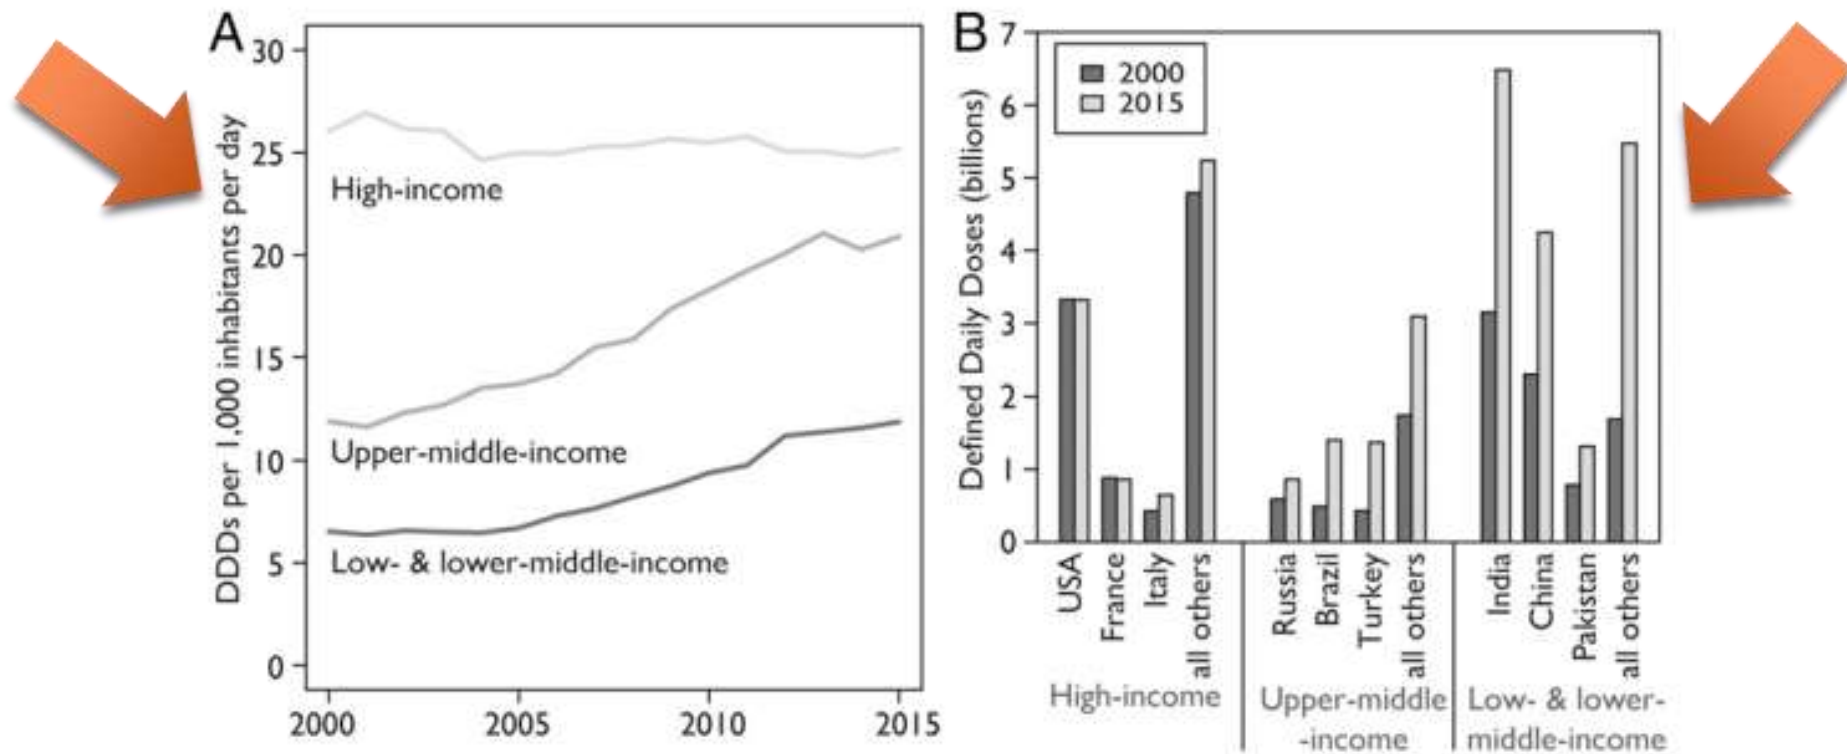 A
DDDs per 1,000 inhabitants per day
30
25
20
15
10
5
0
High-income
Upper-middle-income
Low- & lower-middle-income
2000
2005
2010
2015
B
Defined Daily Doses (billions)
7
6
5
4
3
2
1
0
2000
2015
USA
France
Italy
all others
Russia
Brazil
Turkey
all others
India
China
Pakistan
all others
High-income
Upper-middle
-income
Low- & lower-
middle-income